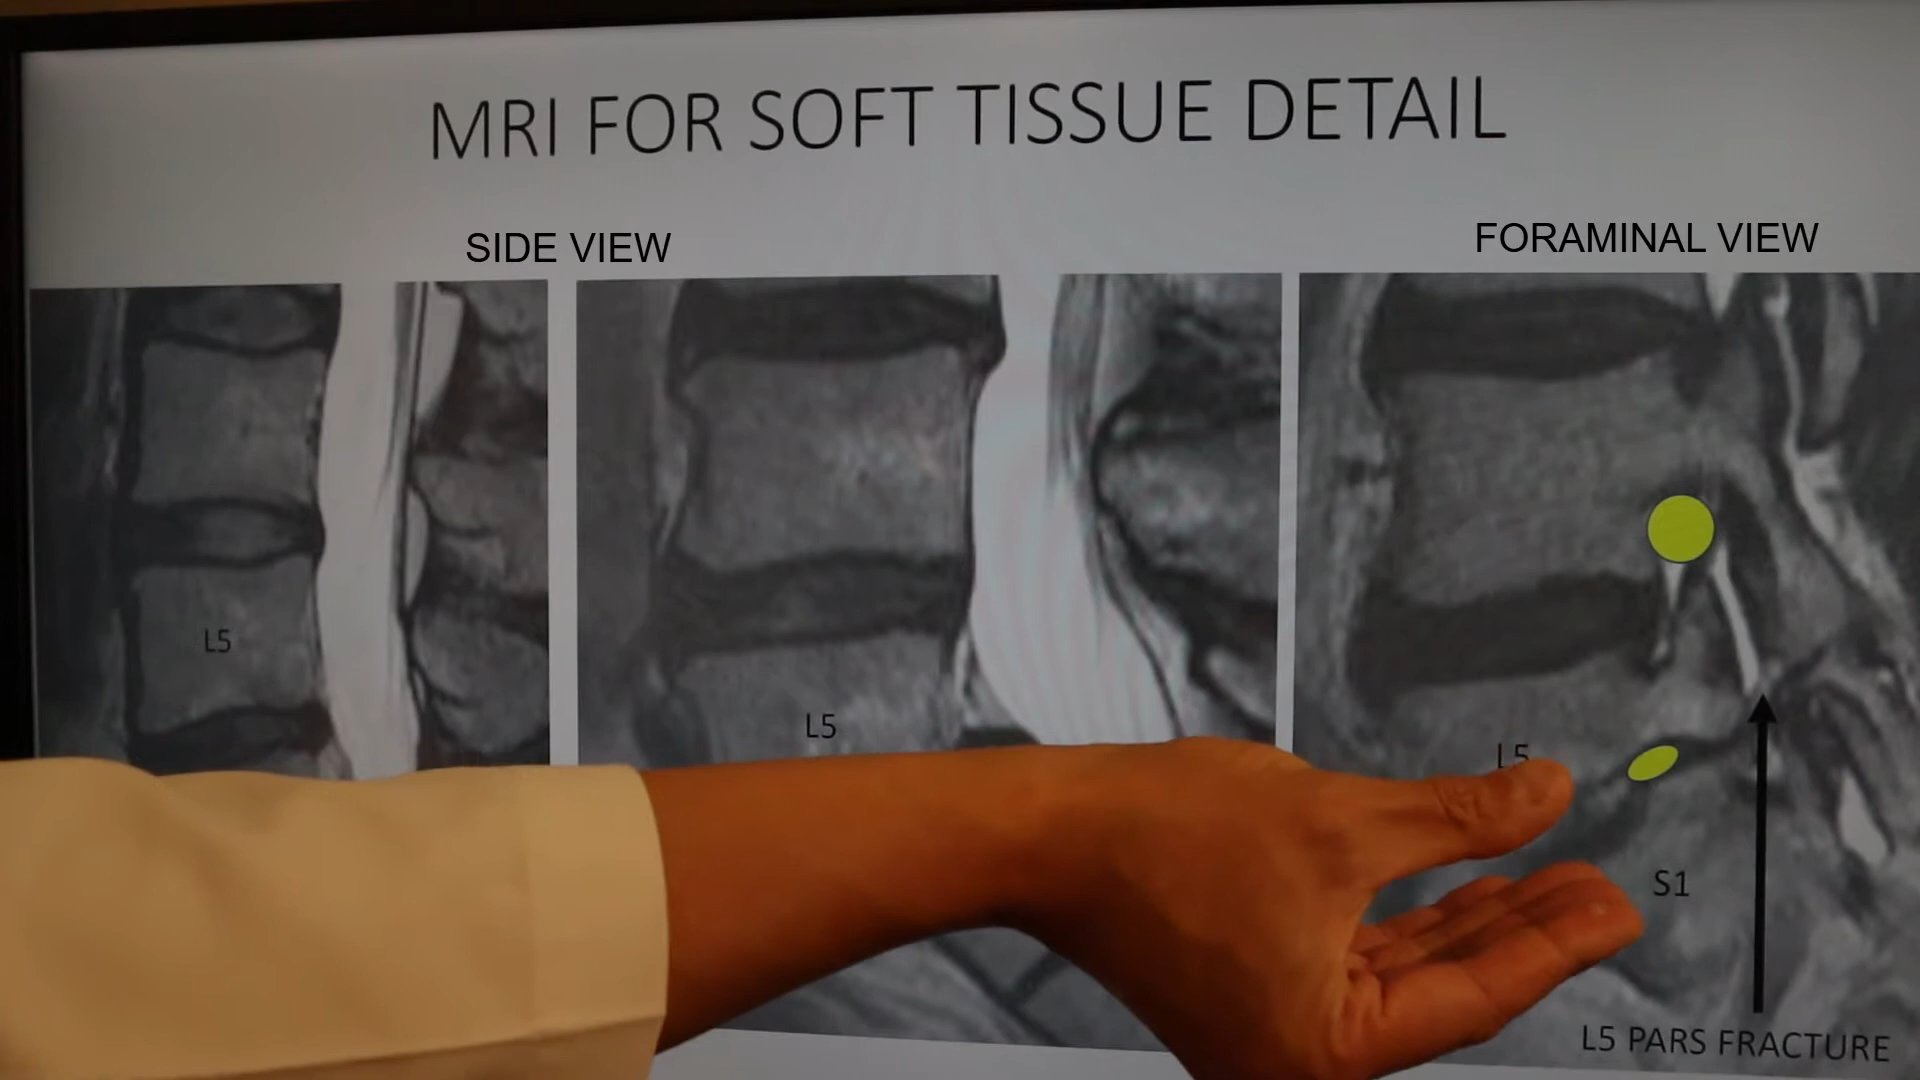 MRI FOR SOFT TISSUE DETAIL
SIDE VIEW
FORAMINAL VIEW
L5
L5
L5
S1
L5 PARS FRACTURE